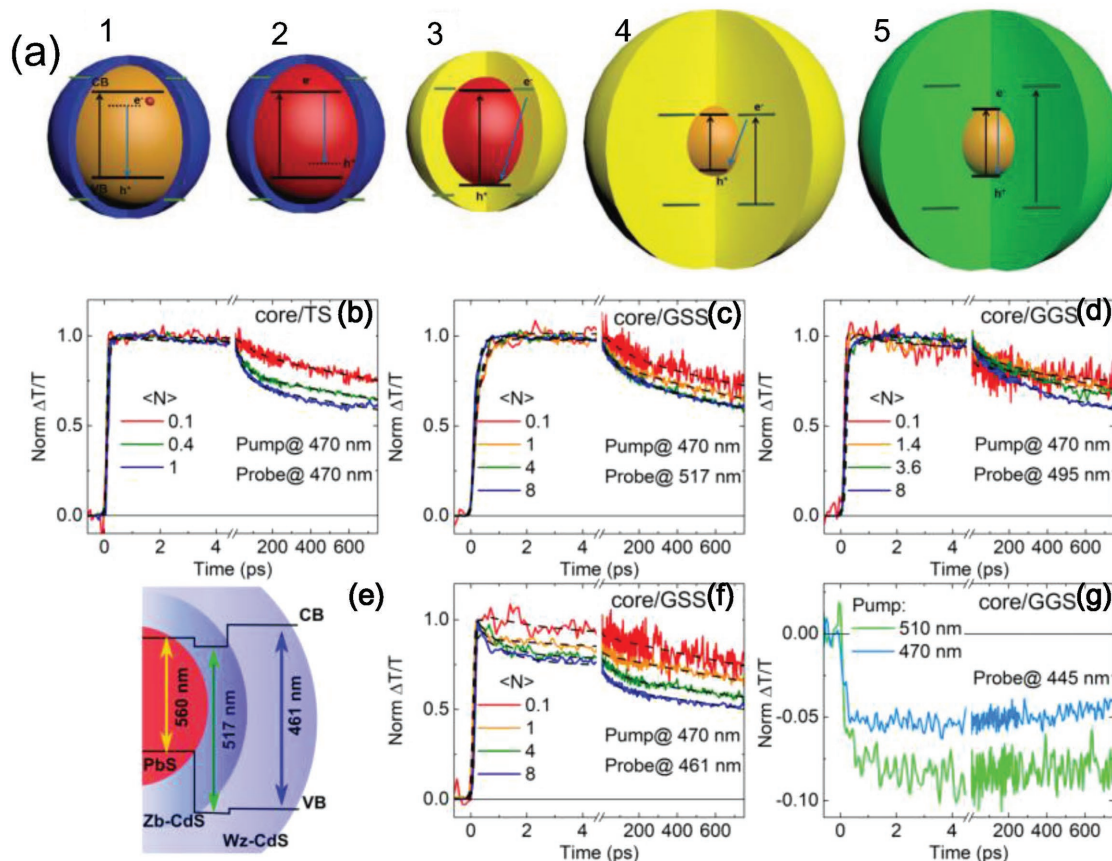 (a)
1
2
3
4
5
CB
e-
VB
h+
e-
h+
e-
h+
e-
h+
e-
h+
core/TS (b)
Norm ΔT/T
1.0
0.5
0.0
<N>
0.1
0.4
1
Pump@ 470 nm
Probe@ 470 nm
0 2 4 200 400 600
Time (ps)
core/GSS (c)
Norm ΔT/T
1.0
0.5
0.0
<N>
0.1
1
4
8
Pump@ 470 nm
Probe@ 517 nm
0 2 4 200 400 600
Time (ps)
core/GGS (d)
Norm ΔT/T
1.0
0.5
0.0
<N>
0.1
1.4
3.6
8
Pump@ 470 nm
Probe@ 495 nm
0 2 4 200 400 600
Time (ps)
(e)
CB
560 nm
517 nm
461 nm
PbS
VB
Zb-CdS
Wz-CdS
core/GSS (f)
Norm ΔT/T
1.0
0.5
0.0
<N>
0.1
1
4
8
Pump@ 470 nm
Probe@ 461 nm
0 2 4 200 400 600
Time (ps)
core/GGS (g)
Norm ΔT/T
0.00
-0.05
-0.10
Pump:
510 nm
470 nm
Probe@ 445 nm
0 2 4 200 400 600
Time (ps)